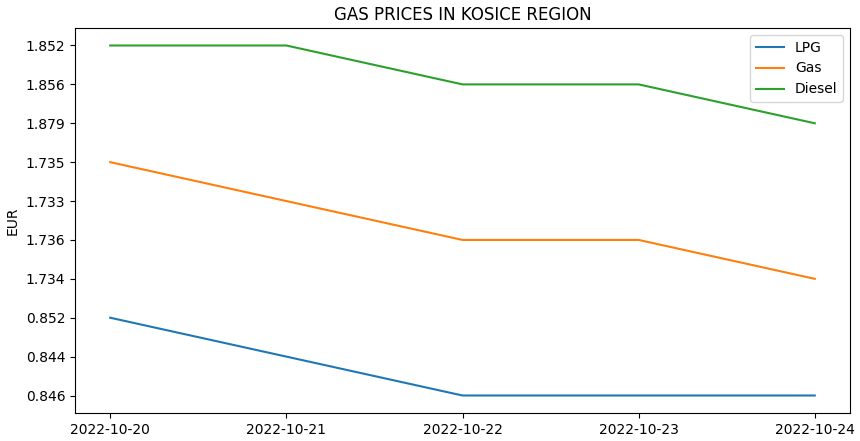 GAS PRICES IN KOSICE REGION
LPG
Gas
Diesel
EUR
1.852
1.856
1.879
1.735
1.733
1.736
1.734
0.852
0.844
0.846
2022-10-20 2022-10-21 2022-10-22 2022-10-23 2022-10-24